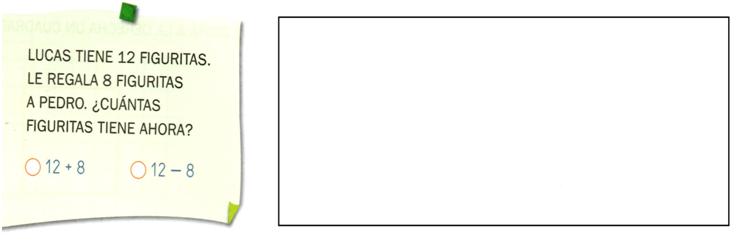 LUCAS TIENE 12 FIGURITAS.
LE REGALA 8 FIGURITAS
A PEDRO. ¿CUÁNTAS
FIGURITAS TIENE AHORA?
12 + 8 12 – 8